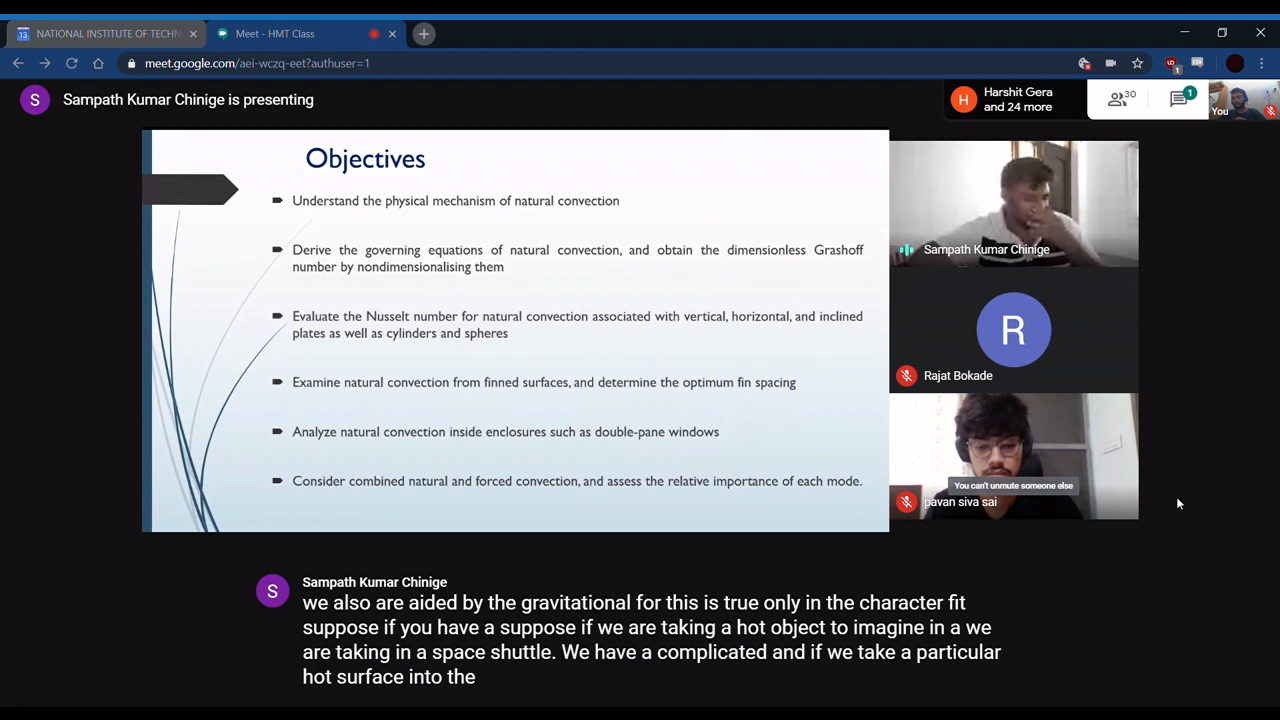 NATIONAL INSTITUTE OF TECHN
Meet - HMT Class
meet.google.com/aei-wczq-eet?authuser=1
S
Sampath Kumar Chinige is presenting
H
Harshit Gera
and 24 more
30
1
You
Objectives
Understand the physical mechanism of natural convection
Derive the governing equations of natural convection, and obtain the dimensionless Grashoff
number by nondimensionalising them
Evaluate the Nusselt number for natural convection associated with vertical, horizontal, and inclined
plates as well as cylinders and spheres
Examine natural convection from finned surfaces, and determine the optimum fin spacing
Analyze natural convection inside enclosures such as double-pane windows
Consider combined natural and forced convection, and assess the relative importance of each mode.
Sampath Kumar Chinige
R
Rajat Bokade
You can't unmute someone else
pavan siva sai
S
Sampath Kumar Chinige
we also are aided by the gravitational for this is true only in the character fit
suppose if you have a suppose if we are taking a hot object to imagine in a we
are taking in a space shuttle. We have a complicated and if we take a particular
hot surface into the